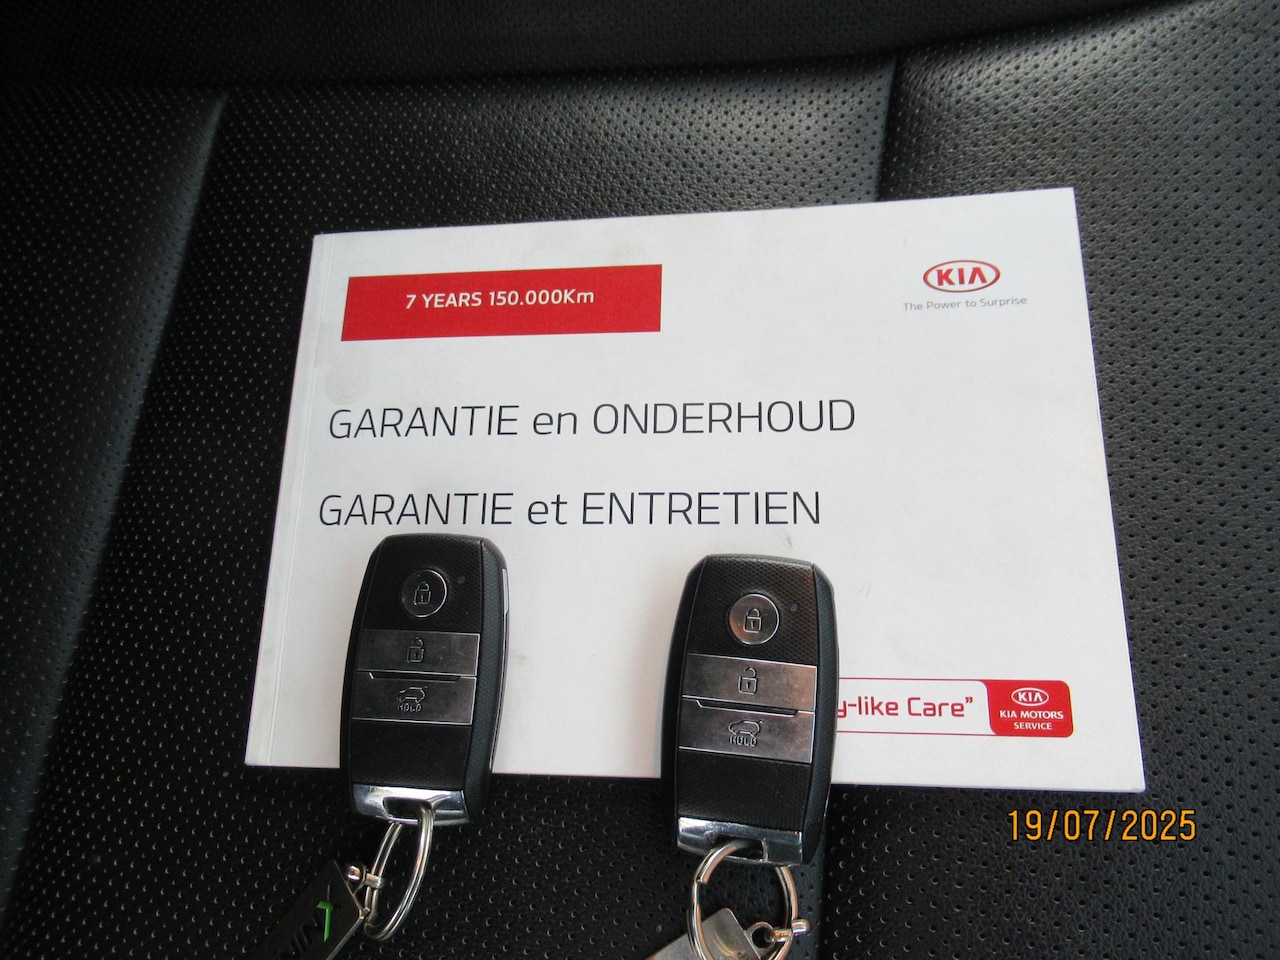 7 YEARS 150.000Km
KIA
The Power to Surprise
GARANTIE en ONDERHOUD
GARANTIE et ENTRETIEN
HOLD
HOLD
y-like Care"
KIA
KIA MOTORS
SERVICE
19/07/2025